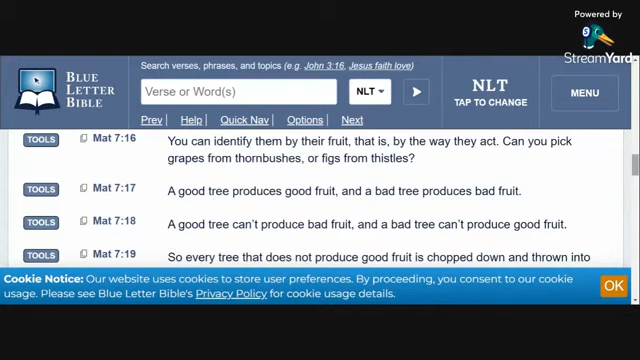 Powered by
StreamYard
Search verses, phrases, and topics (e.g. John 3:16, Jesus faith love)
BLUE
LETTER
BIBLE
Verse or Word(s)
NLT
NLT
TAP TO CHANGE
MENU
Prev | Help | Quick Nav | Options | Next
TOOLS Mat 7:16 You can identify them by their fruit, that is, by the way they act. Can you pick
grapes from thornbushes, or figs from thistles?
TOOLS Mat 7:17 A good tree produces good fruit, and a bad tree produces bad fruit.
TOOLS Mat 7:18 A good tree can't produce bad fruit, and a bad tree can't produce good fruit.
TOOLS Mat 7:19 So every tree that does not produce good fruit is chopped down and thrown into
Cookie Notice: Our website uses cookies to store user preferences. By proceeding, you consent to our cookie
usage. Please see Blue Letter Bible's Privacy Policy for cookie usage details.
OK